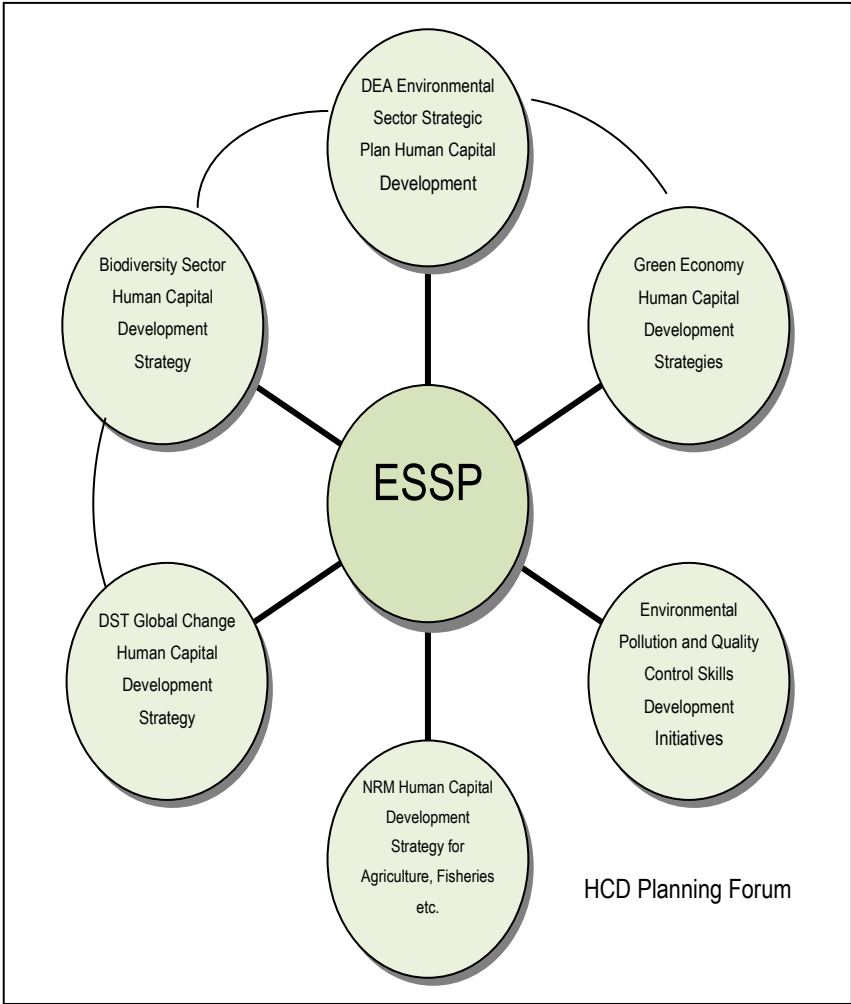 DEA Environmental
Sector Strategic
Plan Human Capital
Development
Biodiversity Sector
Human Capital
Development
Strategy
Green Economy
Human Capital
Development
Strategies
ESSP
DST Global Change
Human Capital
Development
Strategy
Environmental
Pollution and Quality
Control Skills
Development
Initiatives
NRM Human Capital
Development
Strategy for
Agriculture, Fisheries
etc.
HCD Planning Forum